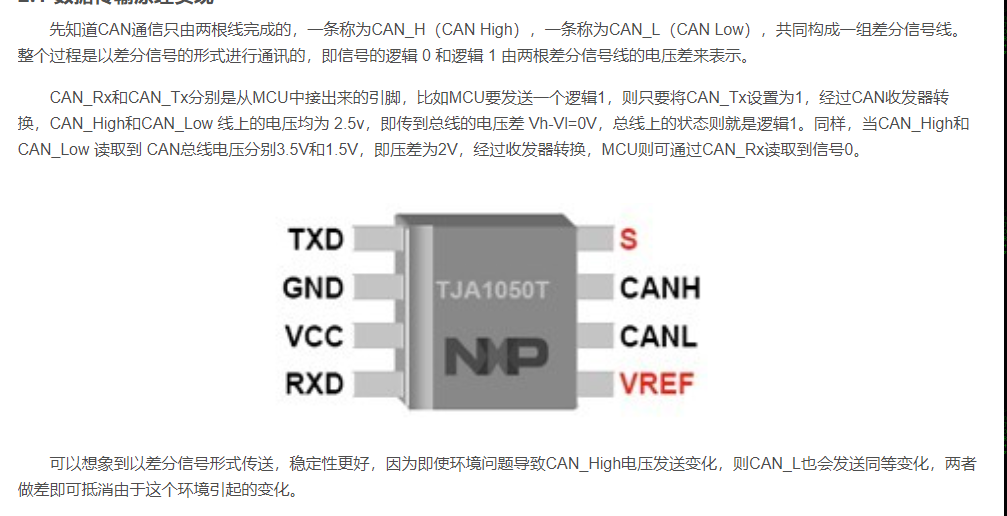 先知道CAN通信只由两根线完成的，一条称为CAN_H（CAN High），一条称为CAN_L（CAN Low），共同构成一组差分信号线。
整个过程是以差分信号的形式进行通讯的，即信号的逻辑 0 和逻辑 1 由两根差分信号线的电压差来表示。
CAN_Rx和CAN_Tx分别是从MCU中接出来的引脚，比如MCU要发送一个逻辑1，则只要将CAN_Tx设置为1，经过CAN收发器转
换，CAN_High和CAN_Low 线上的电压均为 2.5v，即传到总线的电压差 Vh-Vl=0V，总线上的状态则就是逻辑1。同样，当CAN_High和
CAN_Low 读取到 CAN总线电压分别3.5V和1.5V，即压差为2V，经过收发器转换，MCU则可通过CAN_Rx读取到信号0。
TXD
GND
VCC
RXD
TJA1050T
NXP
S
CANH
CANL
VREF
可以想象到以差分信号形式传送，稳定性更好，因为即使环境问题导致CAN_High电压发送变化，则CAN_L也会发送同等变化，两者
做差即可抵消由于这个环境引起的变化。